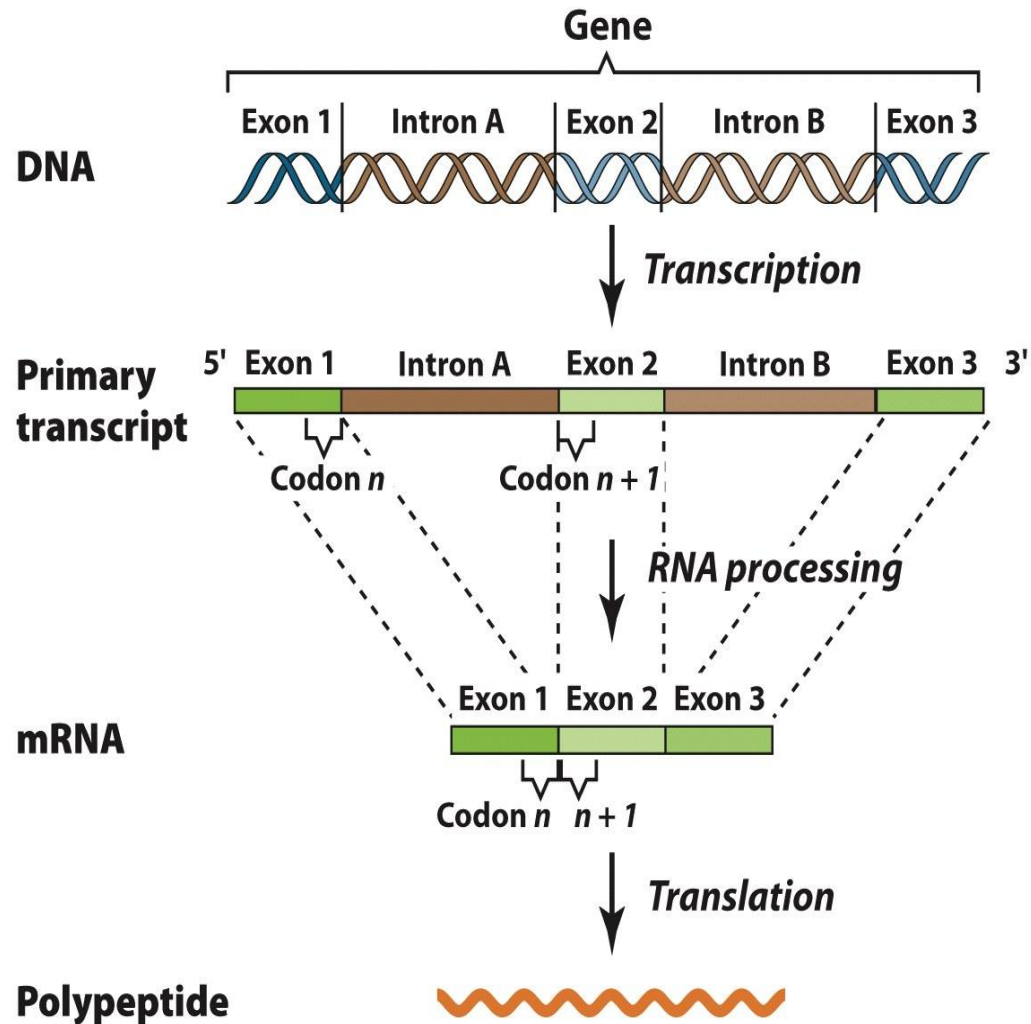 Gene
Exon 1 Intron A Exon 2 Intron B Exon 3
DNA
Transcription
5' Exon 1 Intron A Exon 2 Intron B Exon 3 3'
Primary
transcript
Codon n Codon n + 1
RNA processing
Exon 1 Exon 2 Exon 3
mRNA
Codon n n + 1
Translation
Polypeptide